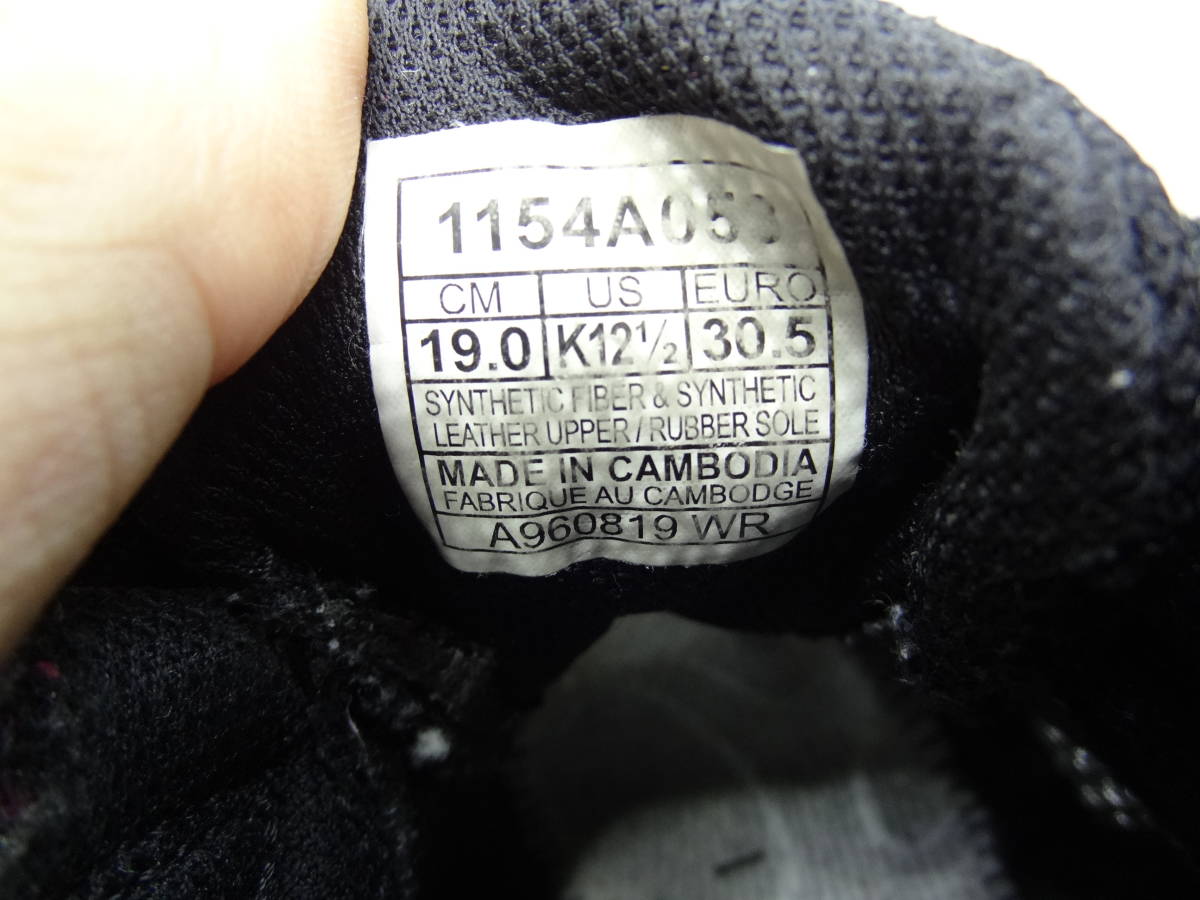 1154A053
CM US EURO
19.0 K12½ 30.5
SYNTHETIC FIBER & SYNTHETIC
LEATHER UPPER / RUBBER SOLE
MADE IN CAMBODIA
FABRIQUE AU CAMBODGE
A960819 WR